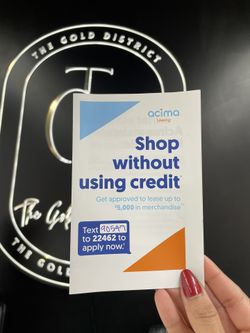 THE GOLD DISTRICT
The Gol
THE GOLD
acima
Leasing
Shop
without
using credit
Get approved to lease up to
$5,000 in merchandise
Text
to 22462 to
apply now.